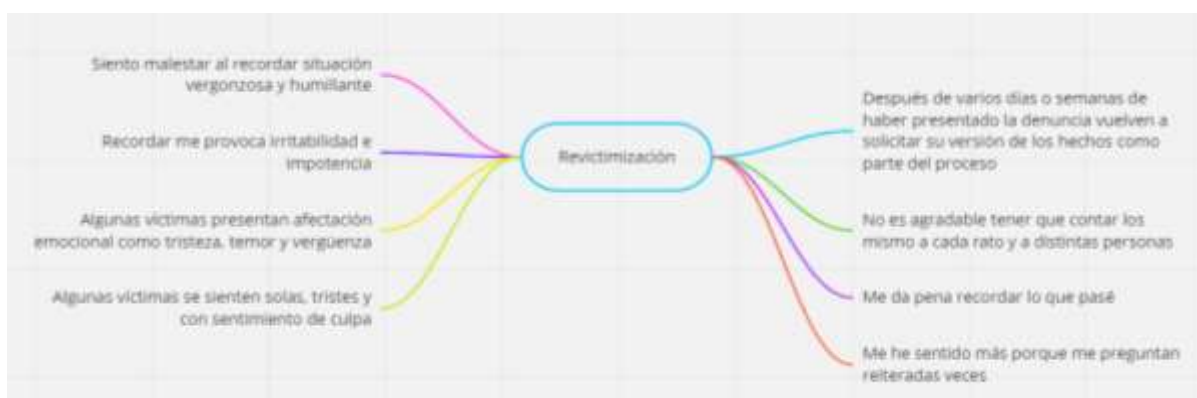 Siento malestar al recordar situación
vergonzosa y humillante
Recordar me provoca irritabilidad e
impotencia
Algunas víctimas presentan afectación
emocional como tristeza, temor y vergüenza
Algunas víctimas se sienten solas, tristes y
con sentimiento de culpa
Revictimización
Después de varios días o semanas de
haber presentado la denuncia vuelven a
solicitar su versión de los hechos como
parte del proceso
No es agradable tener que contar los
mismo a cada rato y a distintas personas
Me da pena recordar lo que pasé
Me he sentido más porque me preguntan
reiteradas veces